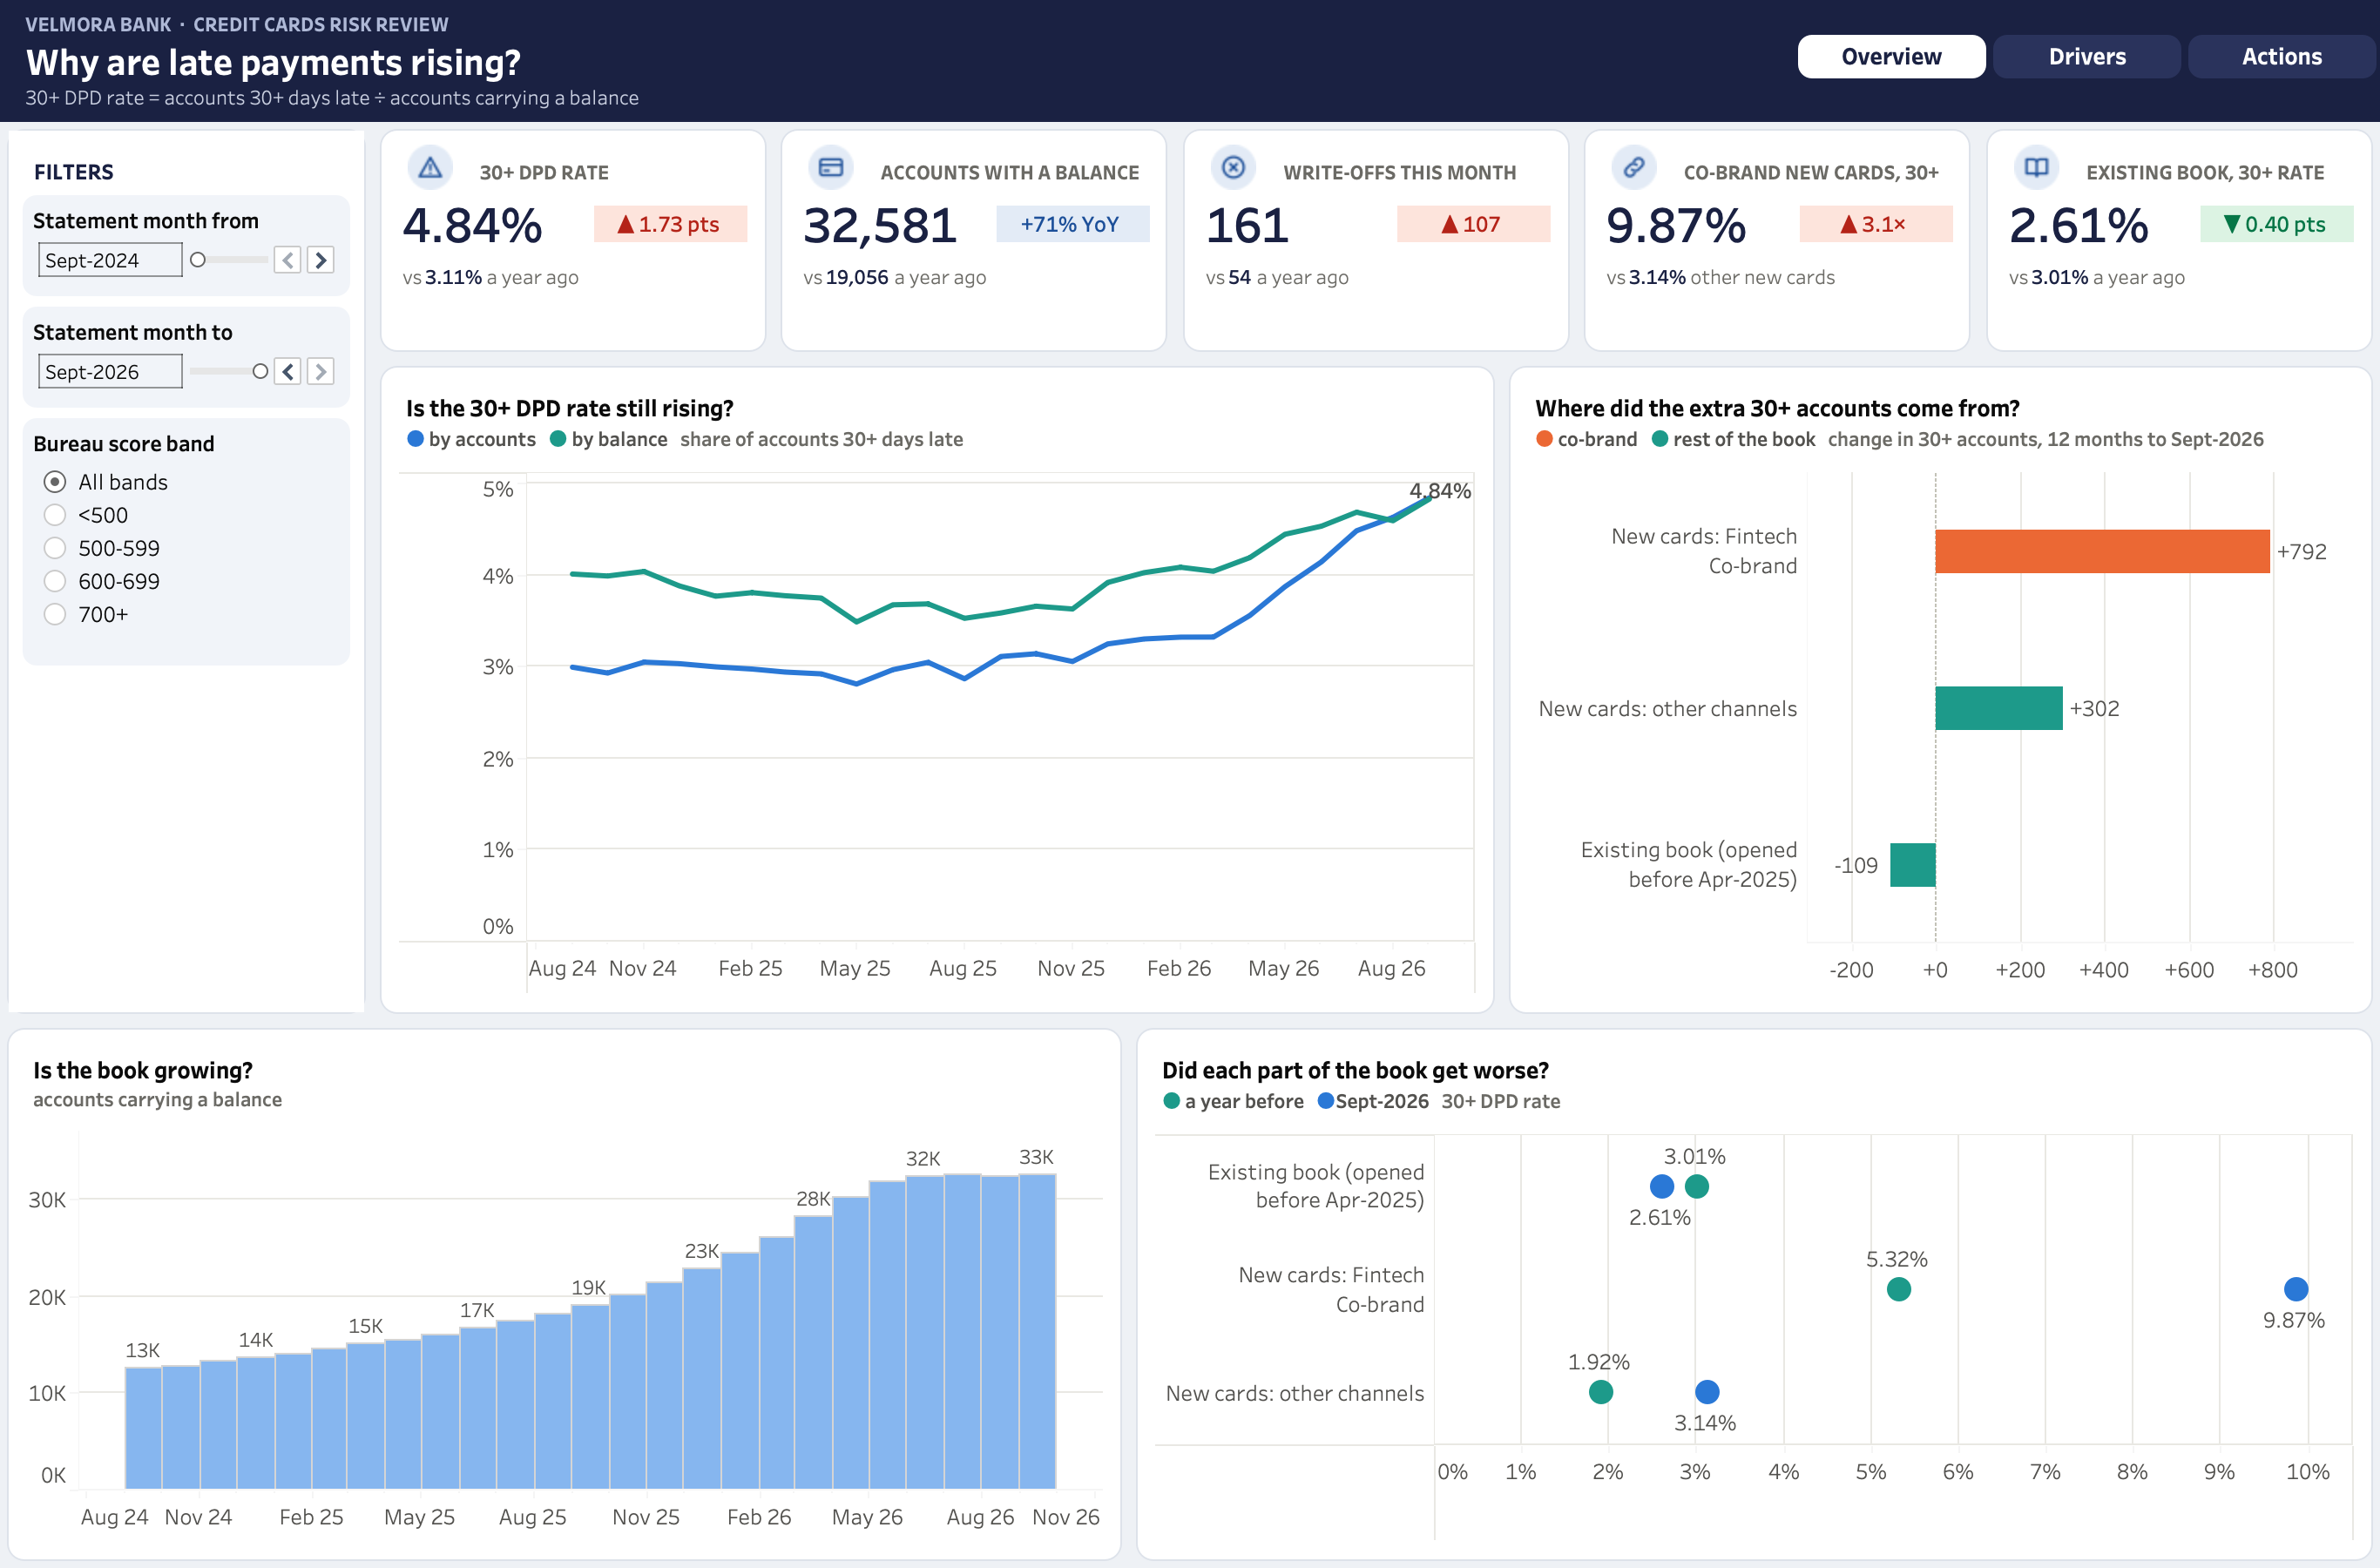 VELMORA BANK · CREDIT CARDS RISK REVIEW
Why are late payments rising?
30+ DPD rate = accounts 30+ days late ÷ accounts carrying a balance
Overview
Drivers
Actions
FILTERS
Statement month from
Sept-2024
Statement month to
Sept-2026
Bureau score band
All bands
<500
500-599
600-699
700+
30+ DPD RATE
4.84%
▲ 1.73 pts
vs 3.11% a year ago
ACCOUNTS WITH A BALANCE
32,581
+71% YoY
vs 19,056 a year ago
WRITE-OFFS THIS MONTH
161
▲ 107
vs 54 a year ago
CO-BRAND NEW CARDS, 30+
9.87%
▲ 3.1×
vs 3.14% other new cards
EXISTING BOOK, 30+ RATE
2.61%
▼ 0.40 pts
vs 3.01% a year ago
Is the 30+ DPD rate still rising?
by accounts by balance share of accounts 30+ days late
4.84%
5%
4%
3%
2%
1%
0%
Aug 24 Nov 24 Feb 25 May 25 Aug 25 Nov 25 Feb 26 May 26 Aug 26
Where did the extra 30+ accounts come from?
co-brand rest of the book change in 30+ accounts, 12 months to Sept-2026
New cards: Fintech
Co-brand
+792
New cards: other channels
+302
Existing book (opened
before Apr-2025)
-109
-200 +0 +200 +400 +600 +800
Is the book growing?
accounts carrying a balance
30K
20K
10K
0K
13K 14K 15K 17K 19K 23K 28K 32K 33K
Aug 24 Nov 24 Feb 25 May 25 Aug 25 Nov 25 Feb 26 May 26 Aug 26 Nov 26
Did each part of the book get worse?
a year before Sept-2026 30+ DPD rate
Existing book (opened
before Apr-2025)
3.01%
2.61%
New cards: Fintech
Co-brand
5.32%
9.87%
New cards: other channels
1.92%
3.14%
0% 1% 2% 3% 4% 5% 6% 7% 8% 9% 10%